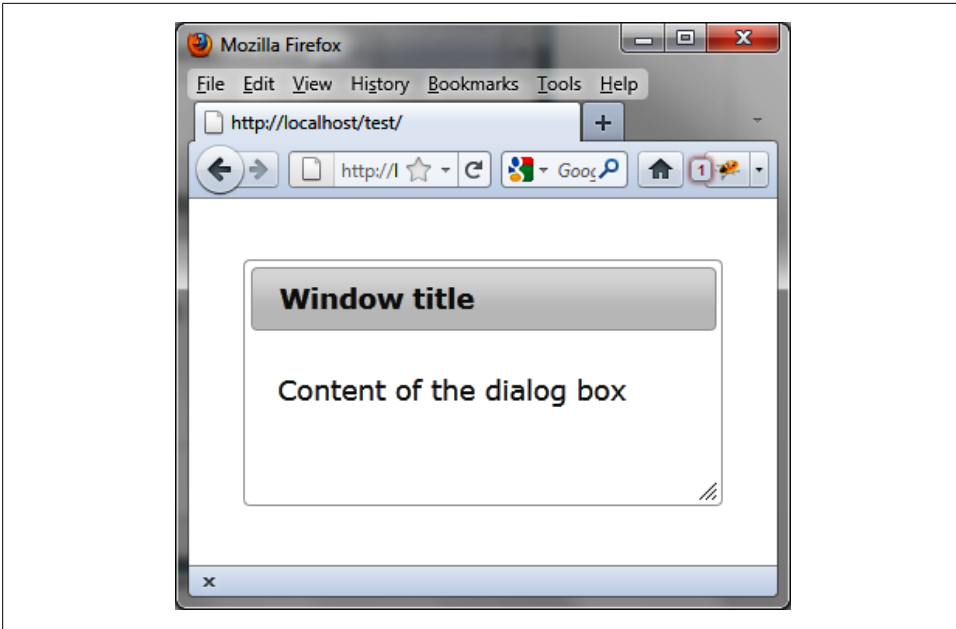 Mozilla Firefox
File Edit View History Bookmarks Tools Help
http://localhost/test/
http://l Goog
1
Window title
Content of the dialog box
x